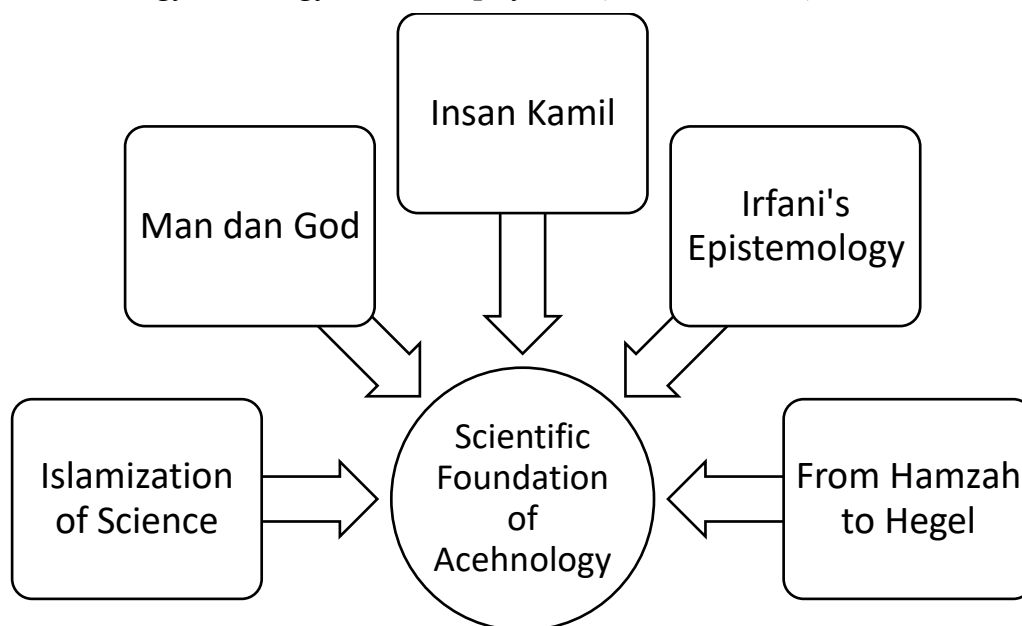 Insan Kamil
Man dan God
Irfani's
Epistemology
Islamization
of Science
Scientific
Foundation
of
Acehnology
From Hamzah
to Hegel